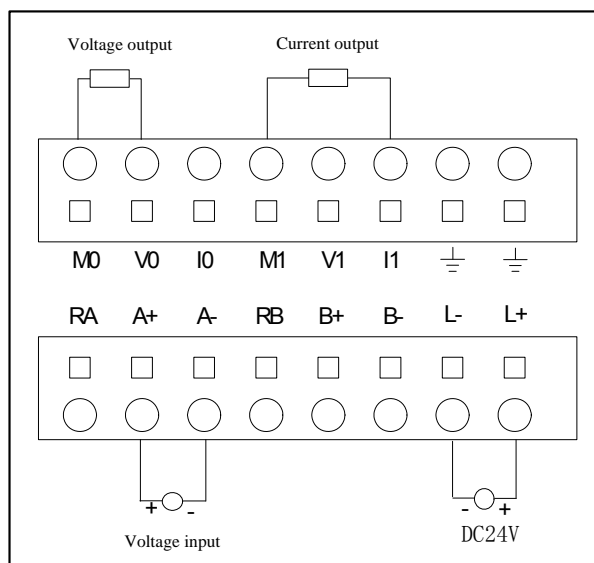 Voltage output Current output
M0 V0 I0 M1 V1 I1
RA A+ A- RB B+ B- L- L+
+ - - +
Voltage input DC24V